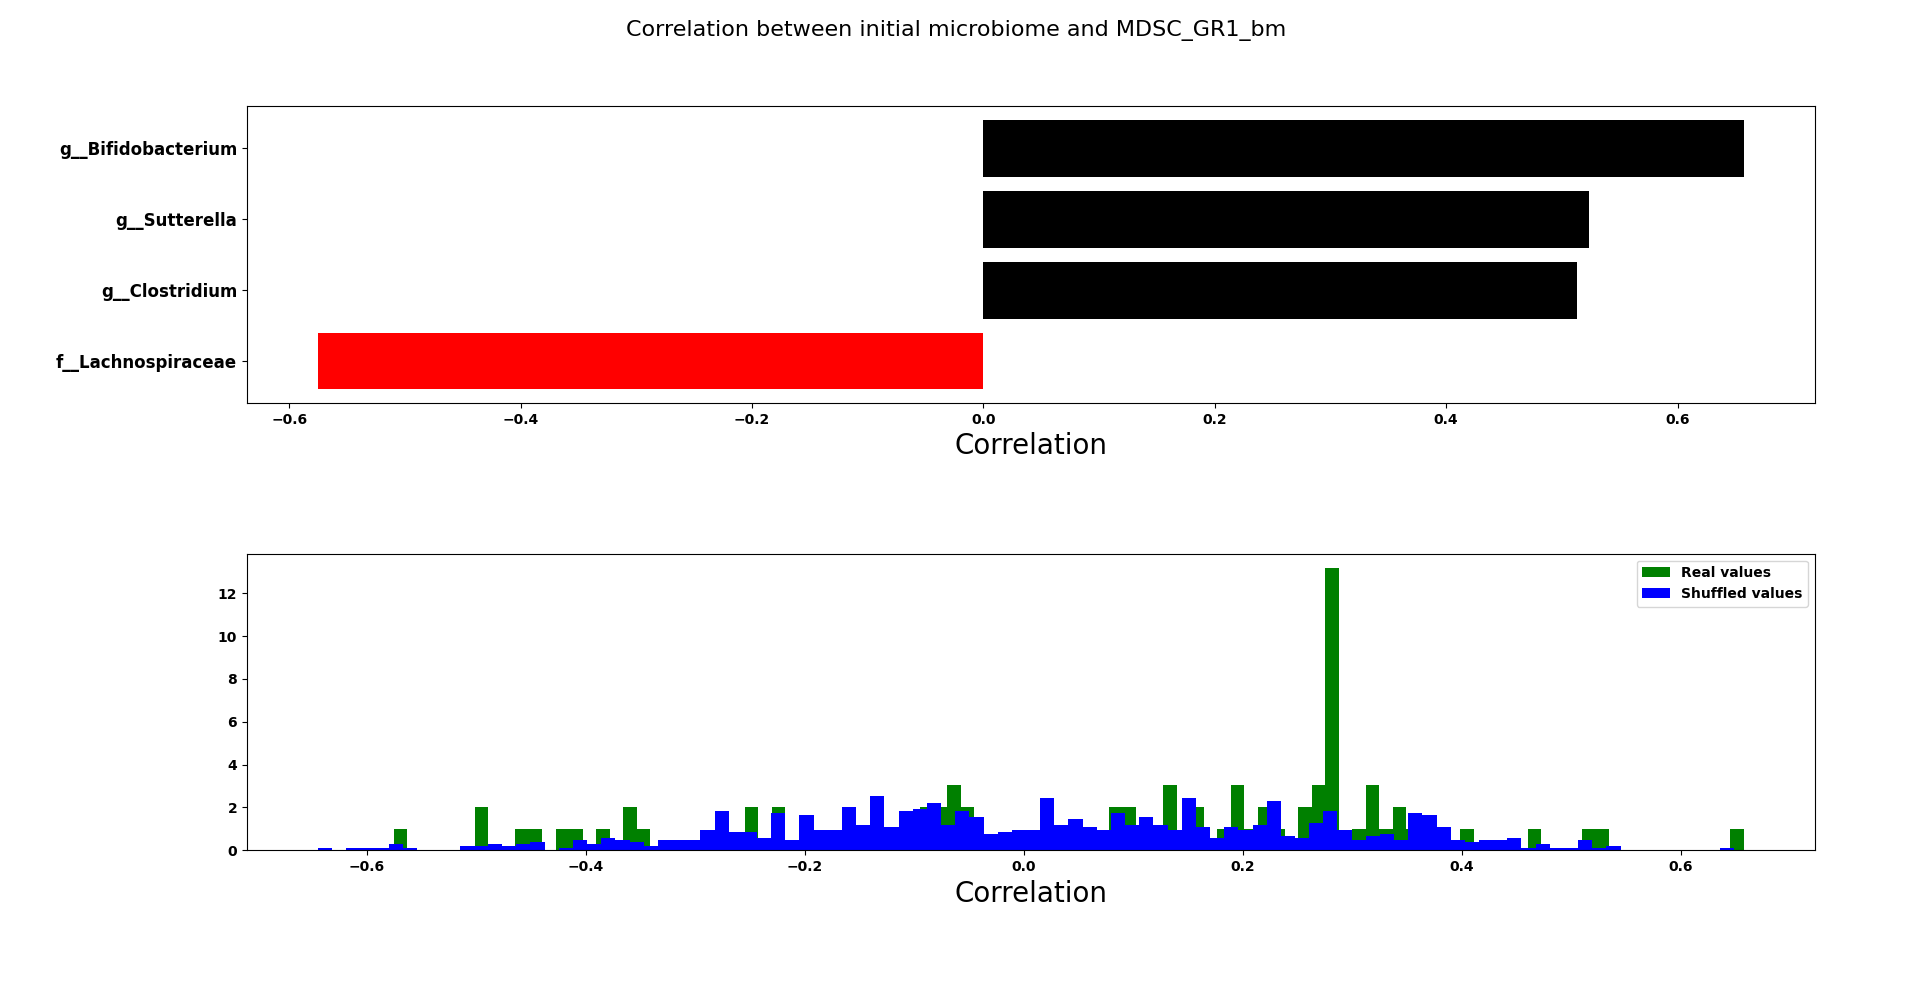 Correlation between initial microbiome and MDSC_GR1_bm
g__Bifidobacterium
g__Sutterella
g__Clostridium
f__Lachnospiraceae
−0.6 −0.4 −0.2 0.0 0.2 0.4 0.6
Correlation
Real values
Shuffled values
12
10
8
6
4
2
0
−0.6 −0.4 −0.2 0.0 0.2 0.4 0.6
Correlation